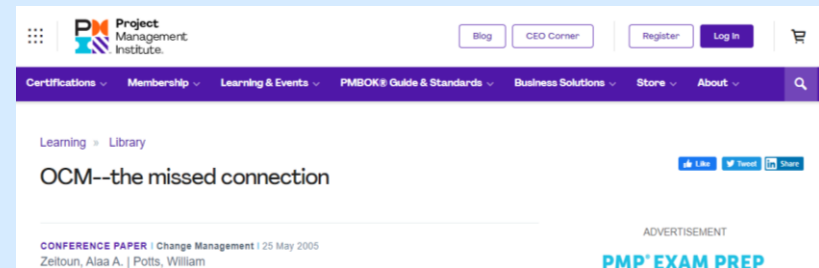 Project
Management
Institute.
Blog
CEO Corner
Register
Log In
Certifications
Membership
Learning & Events
PMBOK® Guide & Standards
Business Solutions
Store
About
Learning » Library
OCM--the missed connection
Like
Tweet
in Share
CONFERENCE PAPER | Change Management | 25 May 2005
Zeitoun, Alaa A. | Potts, William
ADVERTISEMENT
PMP® EXAM PREP